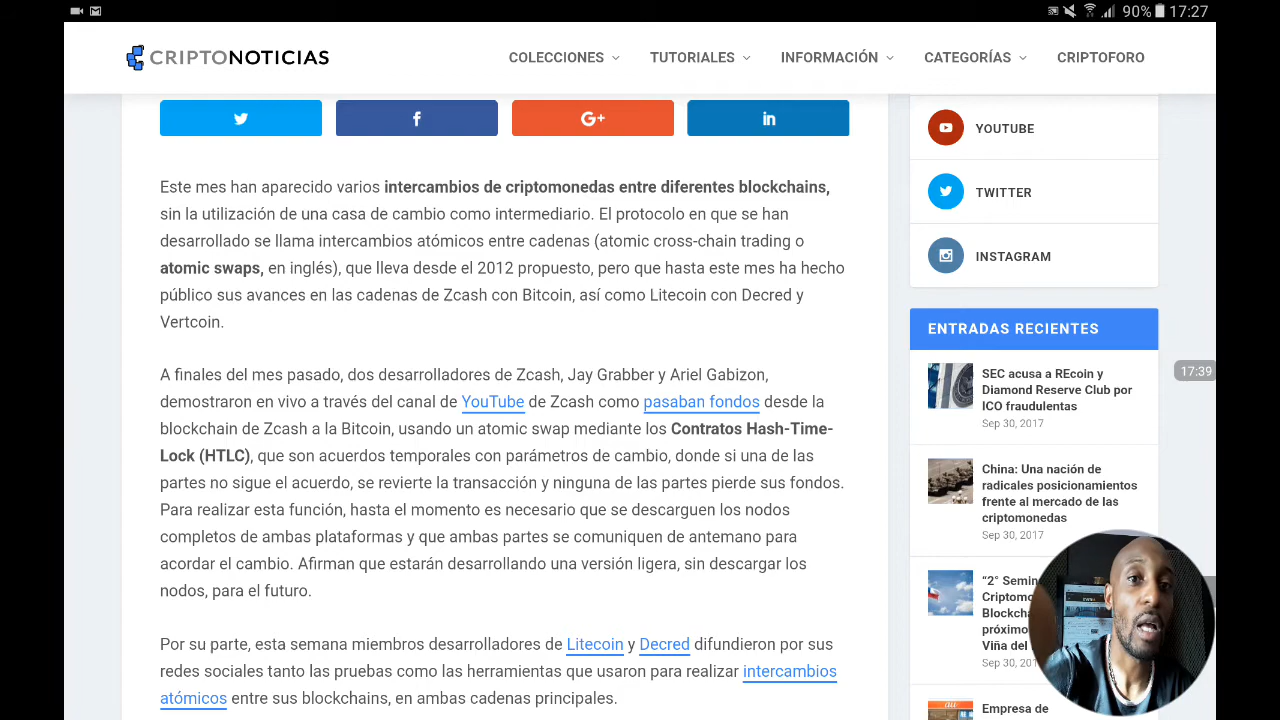 90% 17:27
CRIPTONOTICIAS
COLECCIONES TUTORIALES INFORMACIÓN CATEGORÍAS CRIPTOFORO
G+ in
Este mes han aparecido varios intercambios de criptomonedas entre diferentes blockchains,
sin la utilización de una casa de cambio como intermediario. El protocolo en que se han
desarrollado se llama intercambios atómicos entre cadenas (atomic cross-chain trading o
atomic swaps, en inglés), que lleva desde el 2012 propuesto, pero que hasta este mes ha hecho
público sus avances en las cadenas de Zcash con Bitcoin, así como Litecoin con Decred y
Vertcoin.
A finales del mes pasado, dos desarrolladores de Zcash, Jay Grabber y Ariel Gabizon,
demostraron en vivo a través del canal de YouTube de Zcash como pasaban fondos desde la
blockchain de Zcash a la Bitcoin, usando un atomic swap mediante los Contratos Hash-Time-
Lock (HTLC), que son acuerdos temporales con parámetros de cambio, donde si una de las
partes no sigue el acuerdo, se revierte la transacción y ninguna de las partes pierde sus fondos.
Para realizar esta función, hasta el momento es necesario que se descarguen los nodos
completos de ambas plataformas y que ambas partes se comuniquen de antemano para
acordar el cambio. Afirman que estarán desarrollando una versión ligera, sin descargar los
nodos, para el futuro.
Por su parte, esta semana miembros desarrolladores de Litecoin y Decred difundieron por sus
redes sociales tanto las pruebas como las herramientas que usaron para realizar intercambios
atómicos entre sus blockchains, en ambas cadenas principales.
YOUTUBE
TWITTER
INSTAGRAM
ENTRADAS RECIENTES
SEC acusa a REcoin y
Diamond Reserve Club por
ICO fraudulentas
Sep 30, 2017
17:39
China: Una nación de
radicales posicionamientos
frente al mercado de las
criptomonedas
Sep 30, 2017
"2° Semin
Criptomo
Blockcha
próximo
Viña del
Sep 30, 20
Empresa de